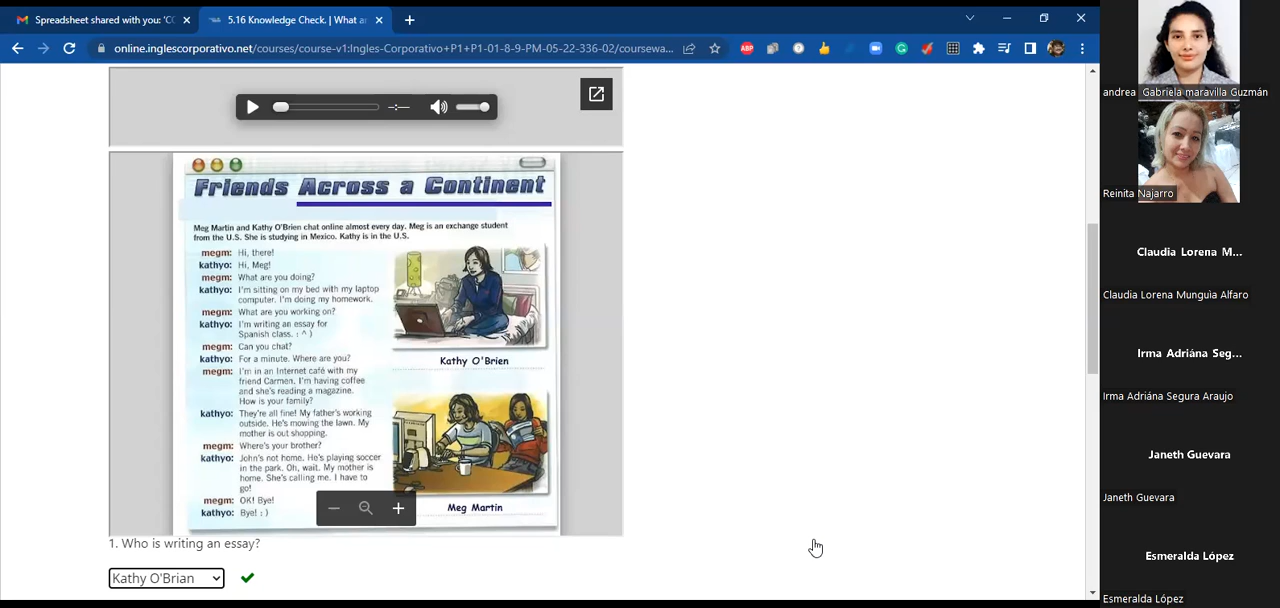 Spreadsheet shared with you: 'CC
5.16 Knowledge Check. | What ar
online.inglescorporativo.net/courses/course-v1:Ingles-Corporativo+P1+P1-01-8-9-PM-05-22-336-02/coursewa...
ABP
--:--
Friends Across a Continent
Meg Martin and Kathy O'Brien chat online almost every day. Meg is an exchange student
from the U.S. She is studying in Mexico. Kathy is in the U.S.
megm: Hi, there!
kathyo: Hi, Meg!
megm: What are you doing?
kathyo: I'm sitting on my bed with my laptop
computer. I'm doing my homework.
megm: What are you working on?
kathyo: I'm writing an essay for
Spanish class. : ^ )
megm: Can you chat?
kathyo: For a minute. Where are you?
megm: I'm in an Internet café with my
friend Carmen. I'm having coffee
and she's reading a magazine.
How is your family?
kathyo: They're all fine! My father's working
outside. He's mowing the lawn. My
mother is out shopping.
megm: Where's your brother?
kathyo: John's not home. He's playing soccer
in the park. Oh, wait. My mother is
home. She's calling me. I have to
go!
megm: OK! Bye!
kathyo: Bye! : )
Kathy O'Brien
Meg Martin
1. Who is writing an essay?
Kathy O'Brian
andrea Gabriela maravilla Guzmán
Reinita Najarro
Claudia Lorena M...
Claudia Lorena Munguia Alfaro
Irma Adriána Seg...
Irma Adriána Segura Araujo
Janeth Guevara
Janeth Guevara
Esmeralda López
Esmeralda López